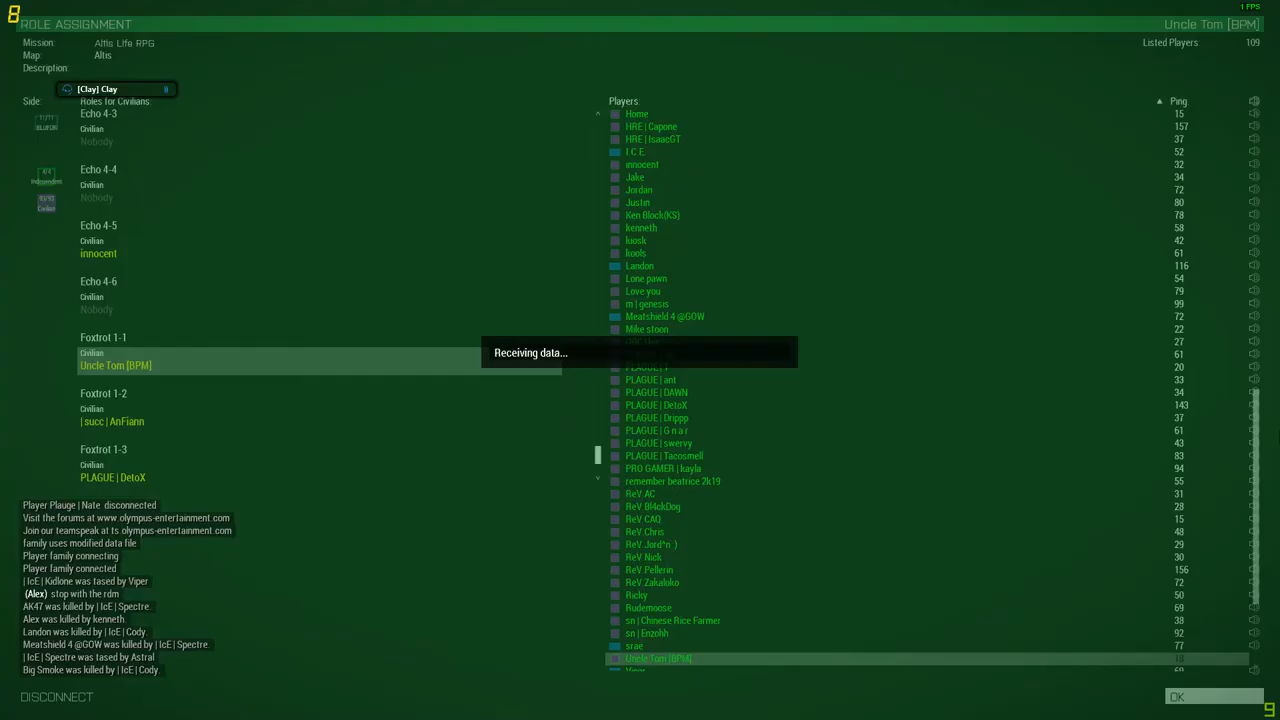 8
1 FPS
ROLE ASSIGNMENT
Uncle Tom [BPM]
Mission: Altis Life RPG
Listed Players 109
Map: Altis
Description:
[Clay] Clay
Side: Roles for Civilians
Players Ping
Echo 4-3
Civilian
Nobody
Echo 4-4
Civilian
Nobody
Echo 4-5
Civilian
innocent
Echo 4-6
Civilian
Nobody
Foxtrot 1-1
Civilian
Uncle Tom [BPM]
Foxtrot 1-2
Civilian
| succ | AnFiann
Foxtrot 1-3
Civilian
PLAGUE | DetoX
BLUFOR
4/4
Independent
Civilian
Home 15
HRE | Capone 157
HRE | IsaacGT 37
I C E. 52
innocent 32
Jake 34
Jordan 72
Justin 80
Ken Block(KS) 78
kenneth 58
kiosk 42
kools 61
Landon 116
Lone pawn 54
Love you 79
m | genesis 99
Meatshield 4 @GOW 72
Mike stoon 22
27
61
20
Receiving data...
PLAGUE | ant 33
PLAGUE | DAWN 34
PLAGUE | DetoX 143
PLAGUE | Drippp 37
PLAGUE | G n a r 61
PLAGUE | swervy 43
PLAGUE | Tacosmell 83
PRO GAMER | kayla 94
remember beatrice 2k19 55
ReV AC 31
ReV Bl4ckDog 28
ReV CAQ 15
ReV Chris 48
ReV Jord^n :) 29
ReV Nick 30
ReV Pellerin 156
ReV Zakaloko 72
Ricky 50
Rudemoose 69
sn | Chinese Rice Farmer 38
sn | Enzohh 92
srae 77
Uncle Tom [BPM] 13
Viper 69
Player Plauge | Nate disconnected
Visit the forums at www.olympus-entertainment.com
Join our teamspeak at ts.olympus-entertainment.com
family uses modified data file
Player family connecting
Player family connected
| IcE | Kidlone was tased by Viper
(Alex) stop with the rdm
AK47 was killed by | IcE | Spectre.
Alex was killed by kenneth.
Landon was killed by | IcE | Cody.
Meatshield 4 @GOW was killed by | IcE | Spectre.
| IcE | Spectre was tased by Astral
Big Smoke was killed by | IcE | Cody.
DISCONNECT
OK
9